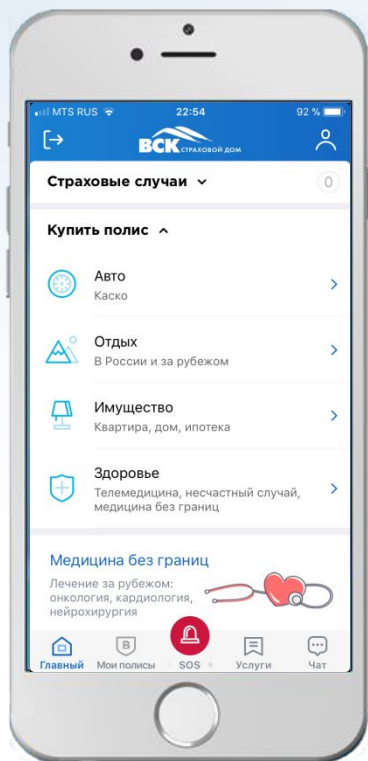 MTS RUS 22:54 92 %
ВСК СТРАХОВОЙ ДОМ
Страховые случаи 0
Купить полис
Авто
Каско
Отдых
В России и за рубежом
Имущество
Квартира, дом, ипотека
Здоровье
Телемедицина, несчастный случай,
медицина без границ
Медицина без границ
Лечение за рубежом:
онкология, кардиология,
нейрохирургия
B
Главный Мои полисы SOS Услуги Чат